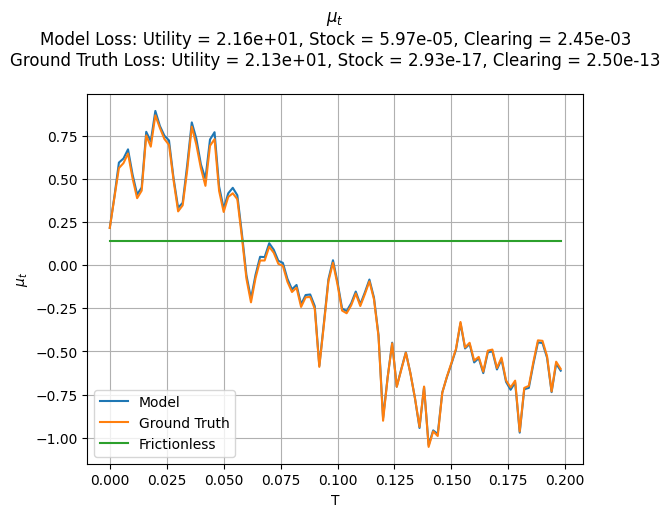 μt
Model Loss: Utility = 2.16e+01, Stock = 5.97e-05, Clearing = 2.45e-03
Ground Truth Loss: Utility = 2.13e+01, Stock = 2.93e-17, Clearing = 2.50e-13
μt
0.75
0.50
0.25
0.00
−0.25
−0.50
−0.75
−1.00
Model
Ground Truth
Frictionless
0.000 0.025 0.050 0.075 0.100 0.125 0.150 0.175 0.200
T